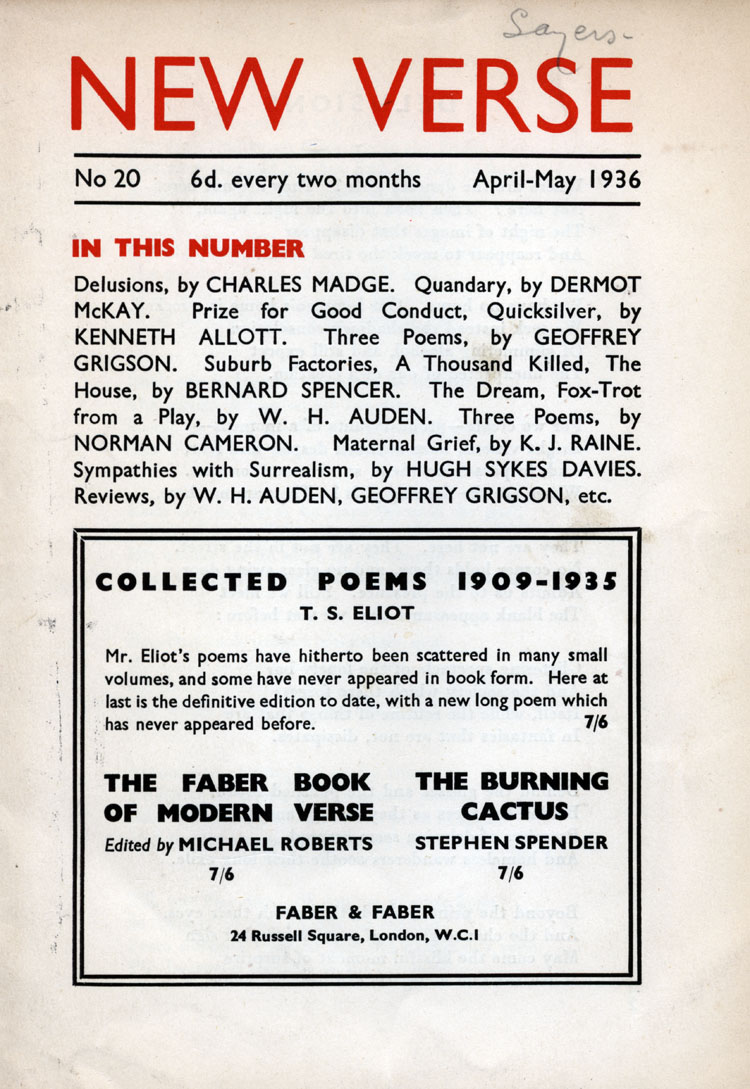 Sayers-
NEW VERSE
No 20 6d. every two months April-May 1936
IN THIS NUMBER
Delusions, by CHARLES MADGE. Quandary, by DERMOT
McKAY. Prize for Good Conduct, Quicksilver, by
KENNETH ALLOTT. Three Poems, by GEOFFREY
GRIGSON. Suburb Factories, A Thousand Killed, The
House, by BERNARD SPENCER. The Dream, Fox-Trot
from a Play, by W. H. AUDEN. Three Poems, by
NORMAN CAMERON. Maternal Grief, by K. J. RAINE.
Sympathies with Surrealism, by HUGH SYKES DAVIES.
Reviews, by W. H. AUDEN, GEOFFREY GRIGSON, etc.
COLLECTED POEMS 1909-1935
T. S. ELIOT
Mr. Eliot's poems have hitherto been scattered in many small
volumes, and some have never appeared in book form. Here at
last is the definitive edition to date, with a new long poem which
has never appeared before. 7/6
THE FABER BOOK
OF MODERN VERSE
Edited by MICHAEL ROBERTS
7/6
THE BURNING
CACTUS
STEPHEN SPENDER
7/6
FABER & FABER
24 Russell Square, London, W.C.1